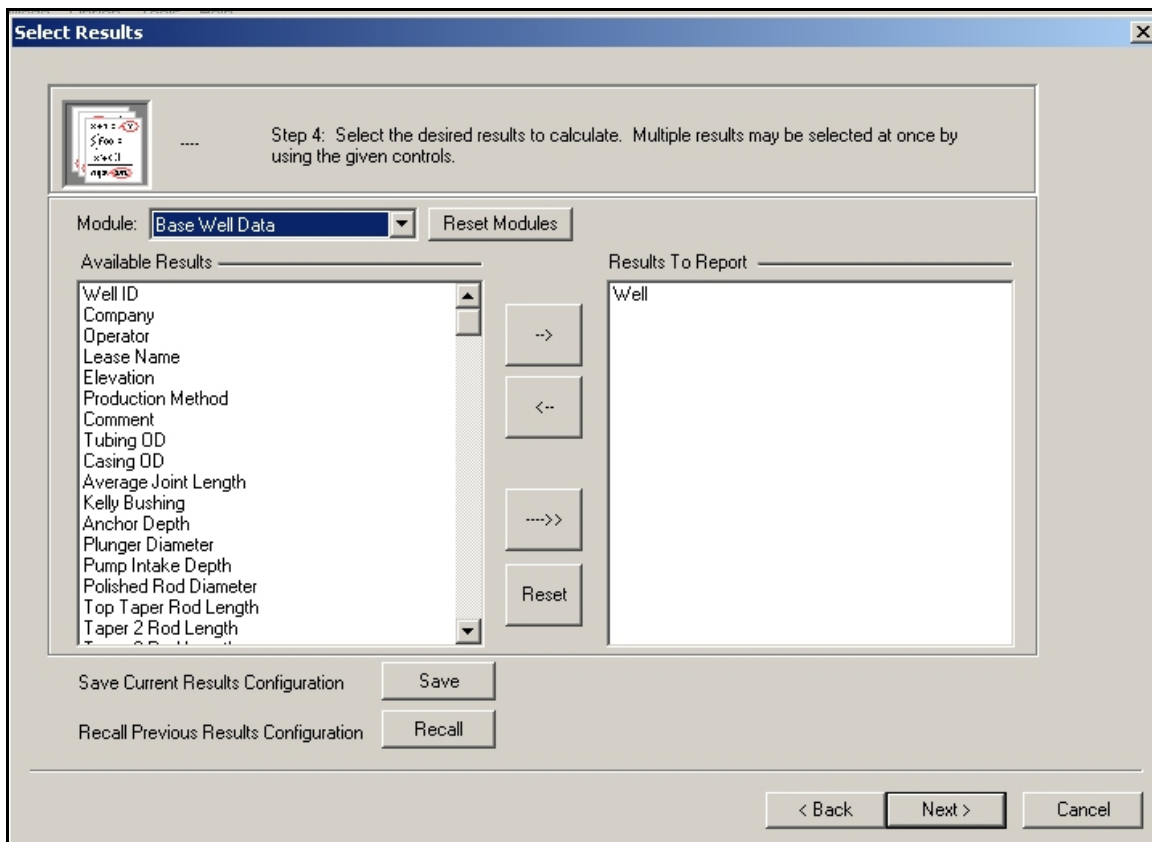 Select Results
Step 4: Select the desired results to calculate. Multiple results may be selected at once by
using the given controls.
----
Module: Base Well Data Reset Modules
Available Results
Well ID
Company
Operator
Lease Name
Elevation
Production Method
Comment
Tubing OD
Casing OD
Average Joint Length
Kelly Bushing
Anchor Depth
Plunger Diameter
Pump Intake Depth
Polished Rod Diameter
Top Taper Rod Length
Taper 2 Rod Length
-->
<--
---->>
Reset
Results To Report
Well
Save Current Results Configuration Save
Recall Previous Results Configuration Recall
< Back Next > Cancel